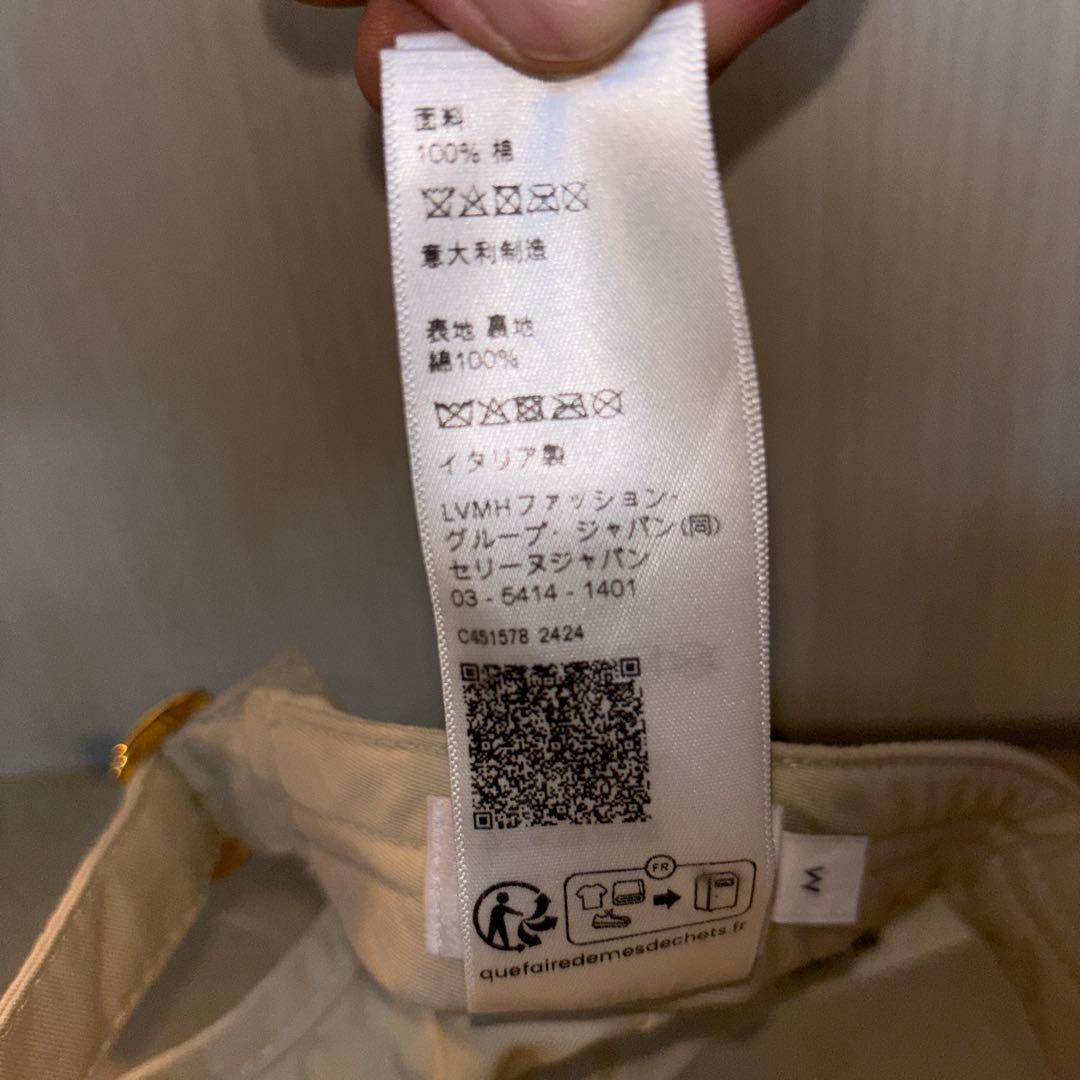 面料
100% 棉
意大利制造
表地 裏地
綿100%
イタリア製
LVMHファッション・
グループ・ジャパン(同)
セリーヌジャパン
03 - 5414 - 1401
C451578 2424
FR
quefairedemesdechets.fr
M